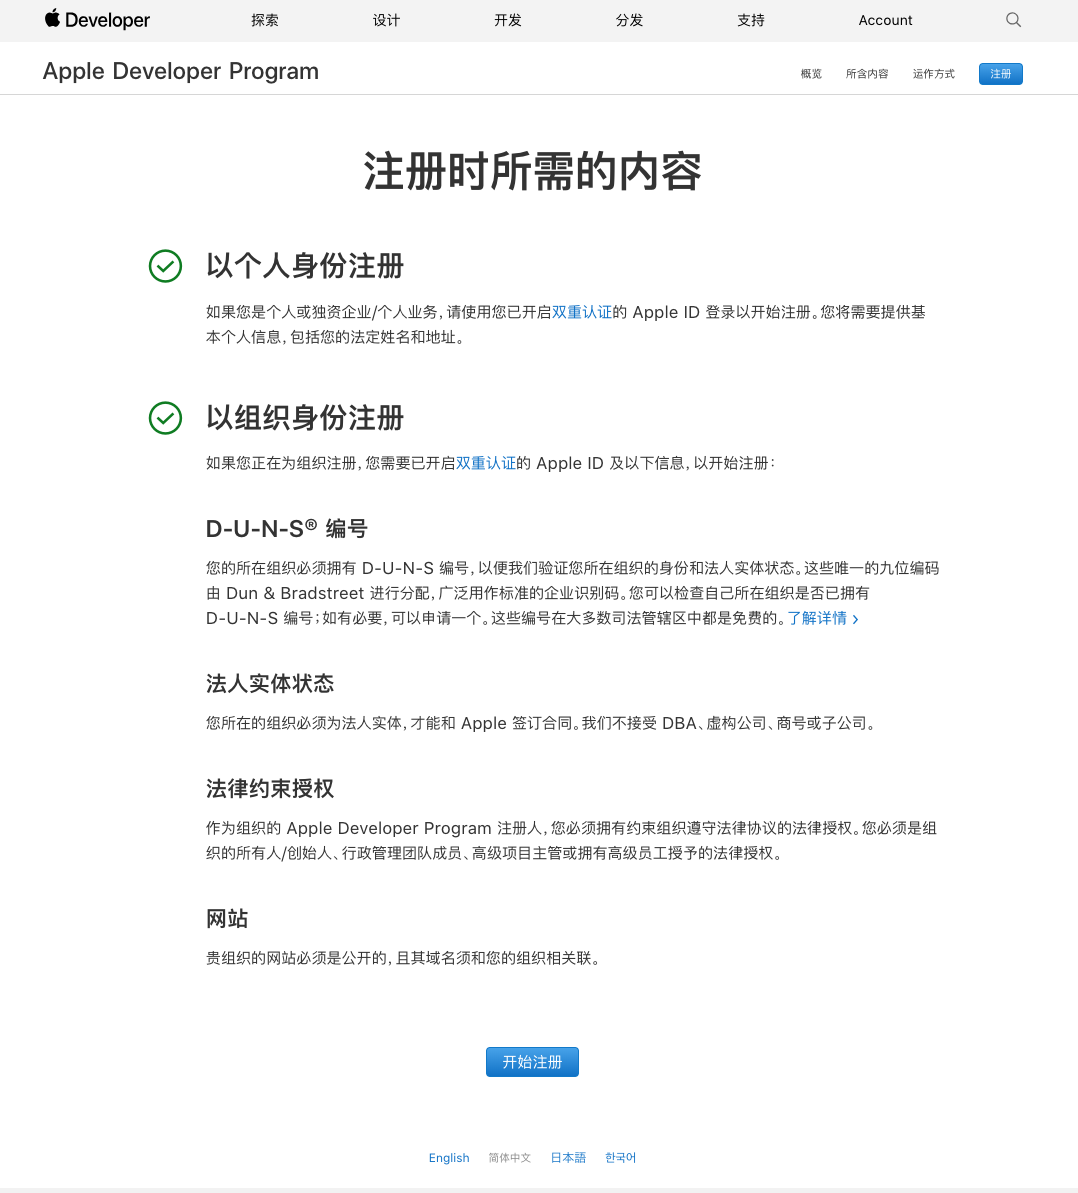 Developer 探索 设计 开发 分发 支持 Account
Apple Developer Program 概览 所含内容 运作方式 注册
注册时所需的内容
以个人身份注册
如果您是个人或独资企业/个人业务，请使用您已开启双重认证的 Apple ID 登录以开始注册。您将需要提供基
本个人信息，包括您的法定姓名和地址。
以组织身份注册
如果您正在为组织注册，您需要已开启双重认证的 Apple ID 及以下信息，以开始注册：
D-U-N-S® 编号
您的所在组织必须拥有 D-U-N-S 编号，以便我们验证您所在组织的身份和法人实体状态。这些唯一的九位编码
由 Dun & Bradstreet 进行分配，广泛用作标准的企业识别码。您可以检查自己所在组织是否已拥有
D-U-N-S 编号；如有必要，可以申请一个。这些编号在大多数司法管辖区中都是免费的。了解详情 ›
法人实体状态
您所在的组织必须为法人实体，才能和 Apple 签订合同。我们不接受 DBA、虚构公司、商号或子公司。
法律约束授权
作为组织的 Apple Developer Program 注册人，您必须拥有约束组织遵守法律协议的法律授权。您必须是组
织的所有人/创始人、行政管理团队成员、高级项目主管或拥有高级员工授予的法律授权。
网站
贵组织的网站必须是公开的，且其域名须和您的组织相关联。
开始注册
English 简体中文 日本語 한국어